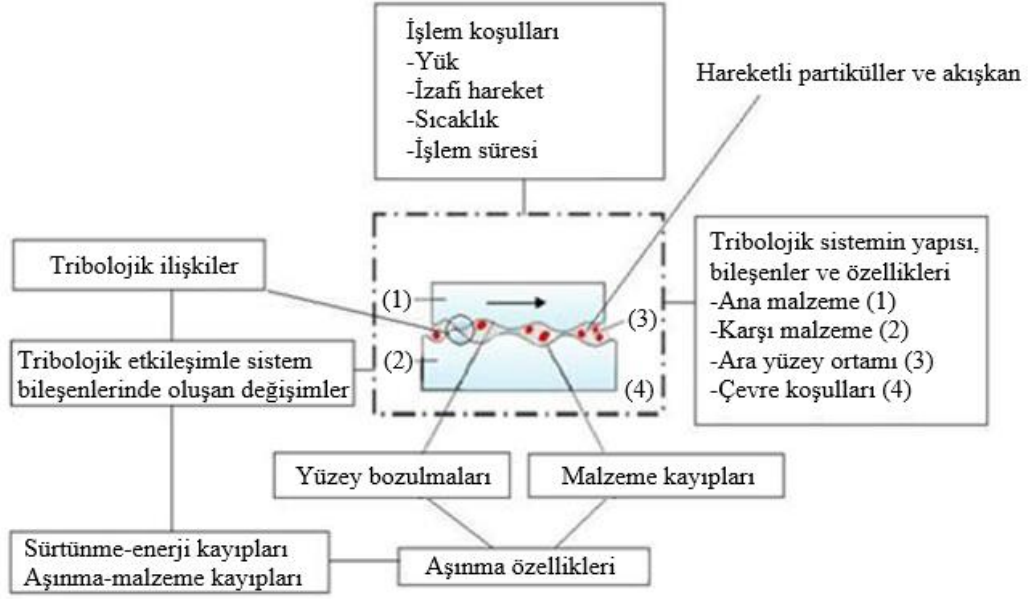 İşlem koşulları
-Yük
-İzafi hareket
-Sıcaklık
-İşlem süresi
Hareketli partiküller ve akışkan
Tribolojik ilişkiler
Tribolojik etkileşimle sistem
bileşenlerinde oluşan değişimler
(1)
(2)
(3)
(4)
Tribolojik sistemin yapısı,
bileşenler ve özellikleri
-Ana malzeme (1)
-Karşı malzeme (2)
-Ara yüzey ortamı (3)
-Çevre koşulları (4)
Yüzey bozulmaları
Malzeme kayıpları
Sürtünme-enerji kayıpları
Aşınma-malzeme kayıpları
Aşınma özellikleri